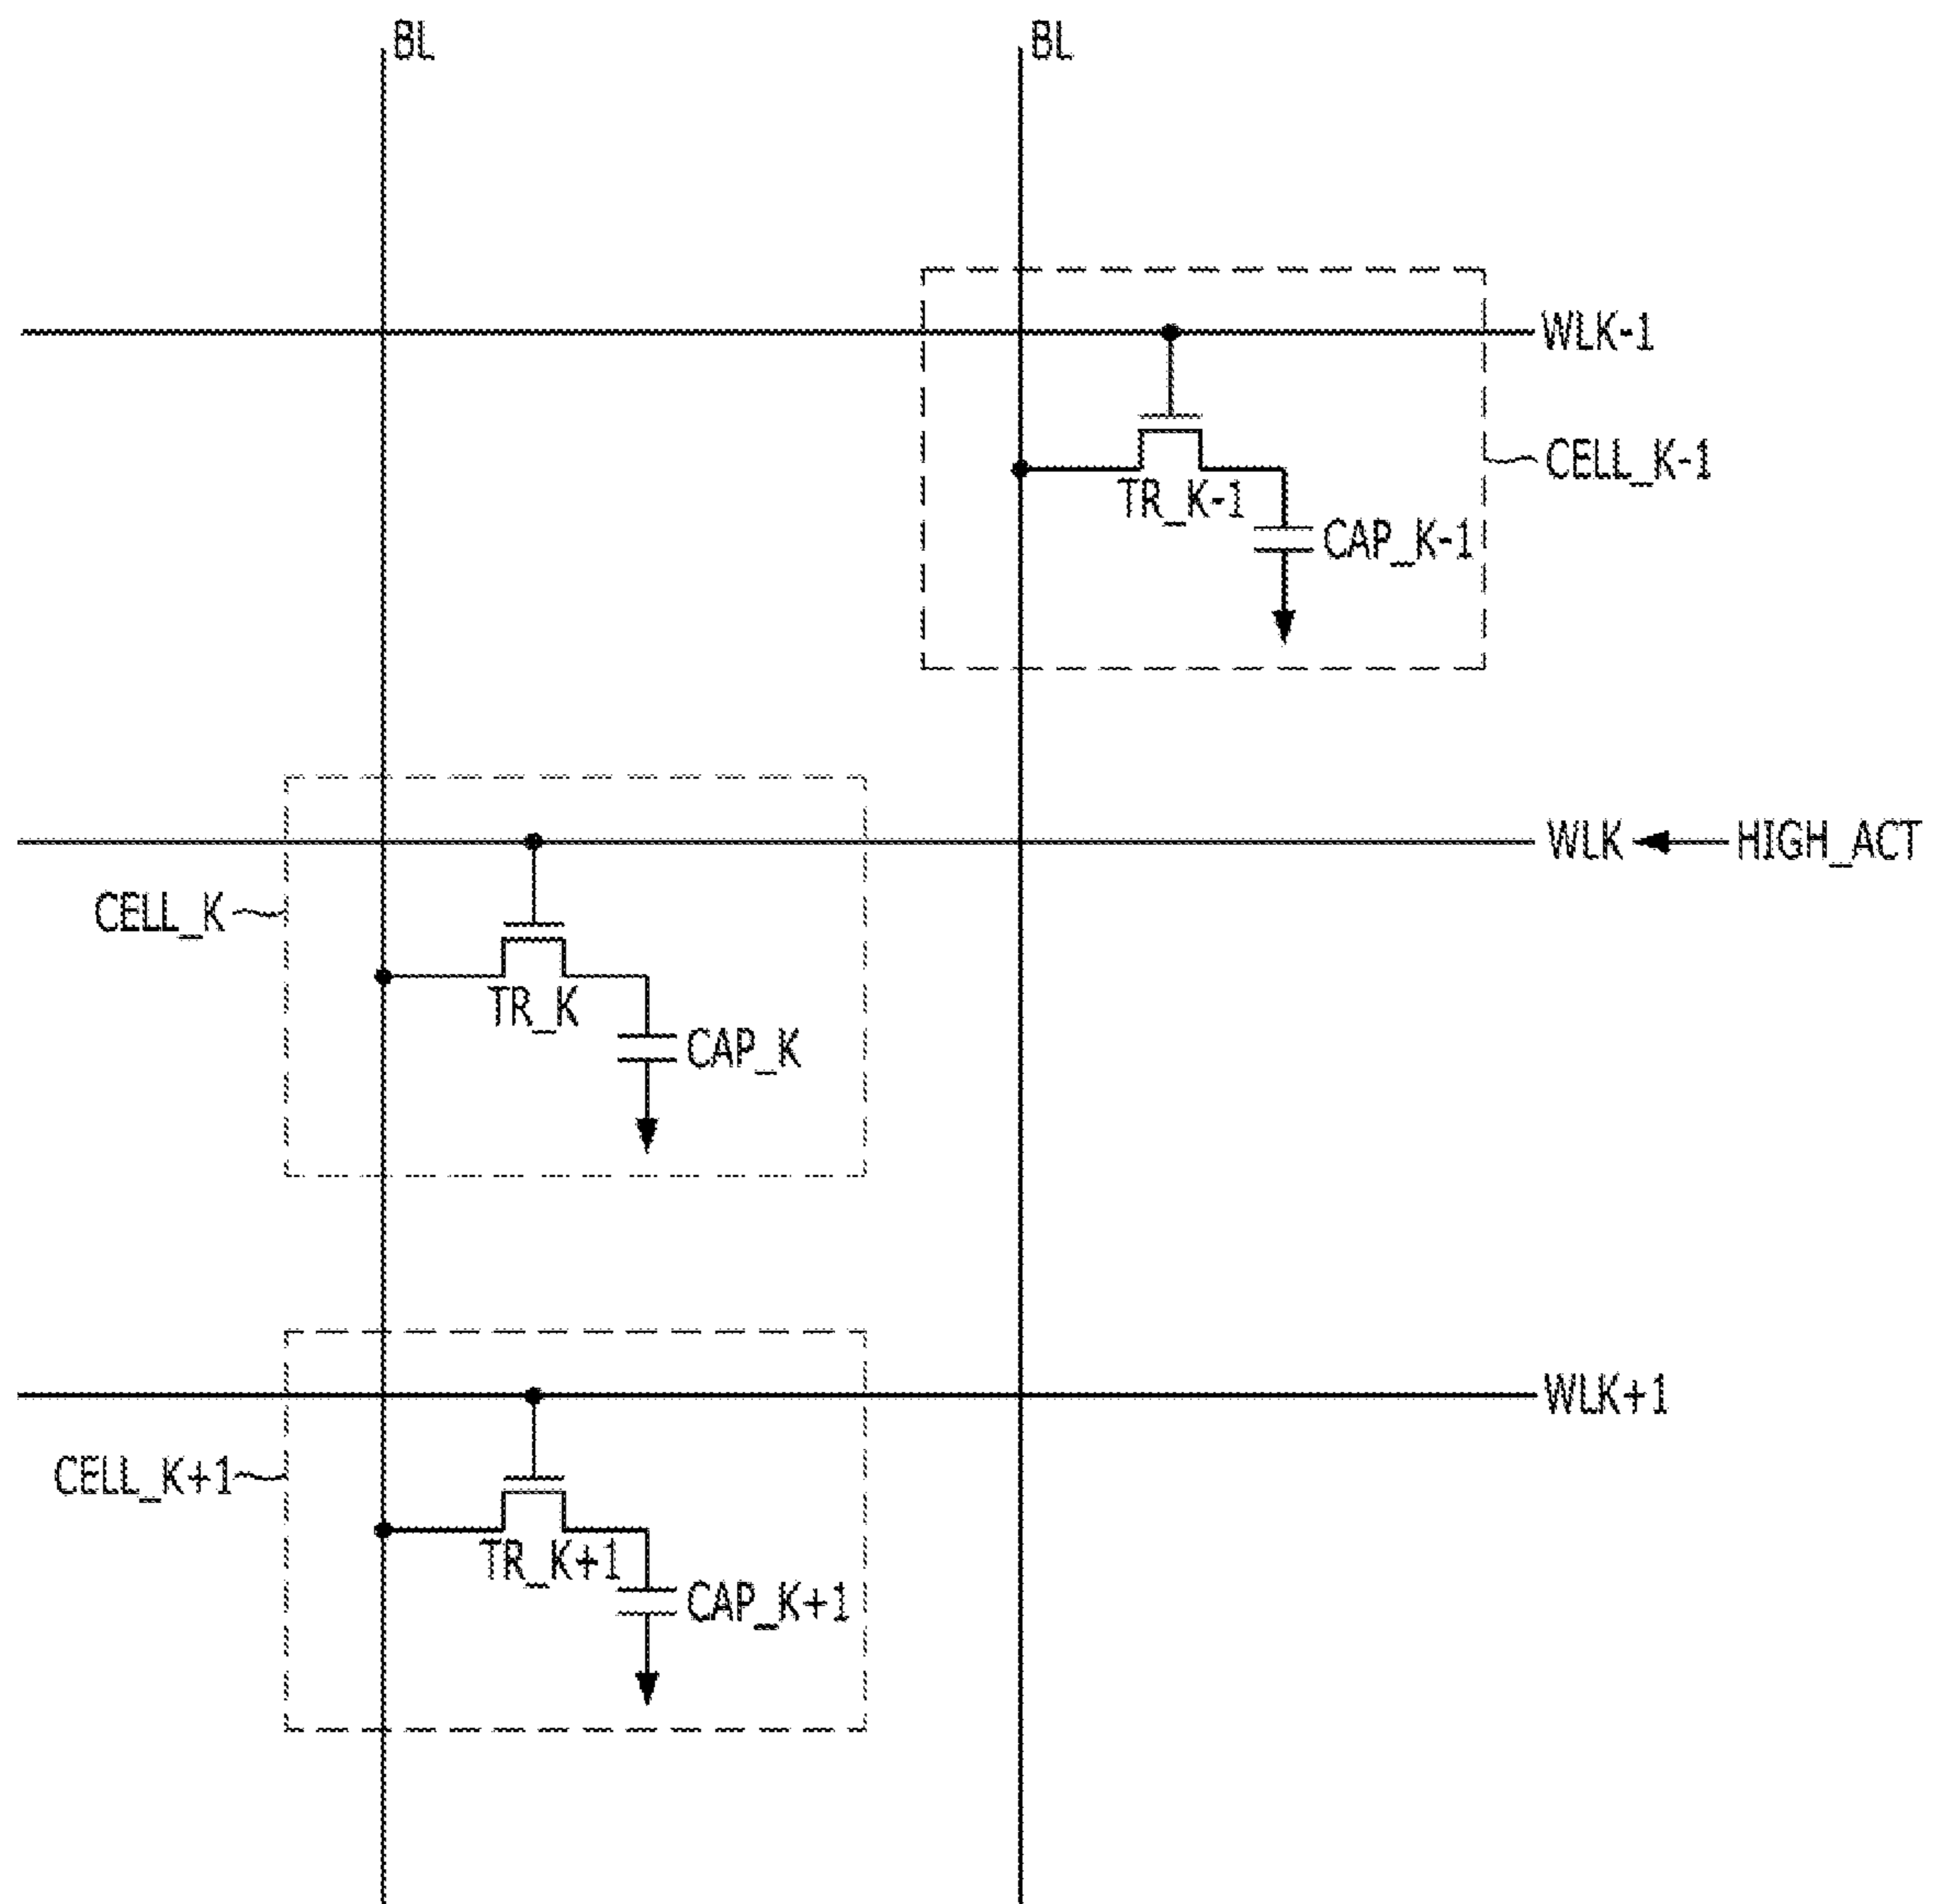 BL
BL
WLK-1
CELL_K-1
TR_K-1
CAP_K-1
WLK
HIGH_ACT
CELL_K
TR_K
CAP_K
WLK+1
CELL_K+1
TR_K+1
CAP_K+1